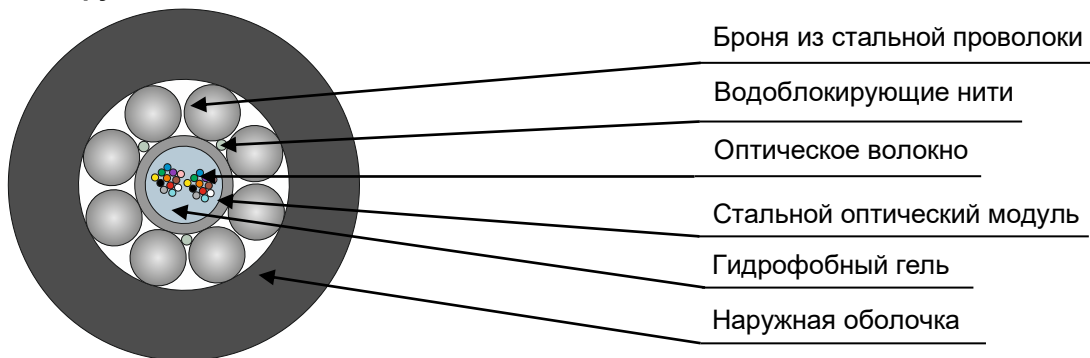 Броня из стальной проволоки
Водоблокирующие нити
Оптическое волокно
Стальной оптический модуль
Гидрофобный гель
Наружная оболочка